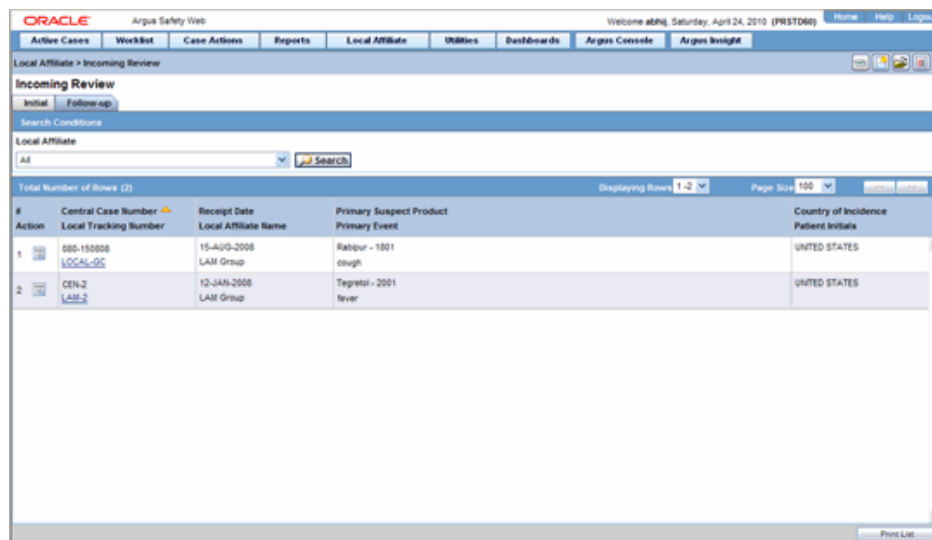 ORACLE Argus Safety Web Welcome abhij, Saturday, April 24, 2010 (PRSTD60) Home Help Logou
Active Cases Worklist Case Actions Reports Local Affiliate Utilities Dashboards Argus Console Argus Insight
Local Affiliate > Incoming Review
Incoming Review
Initial Follow-up
Search Conditions
Local Affiliate
All Search
Total Number of Rows (2) Displaying Rows 1 -2 Page Size 100
# Central Case Number Receipt Date Primary Suspect Product Country of Incidence
Action Local Tracking Number Local Affiliate Name Primary Event Patient Initials
1 080-150808 15-AUG-2008 Rabipur - 1801 UNITED STATES
LOCAL-GC LAM Group cough
2 CEN-2 12-JAN-2008 Tegretol - 2001 UNITED STATES
LAM-2 LAM Group fever
Print List